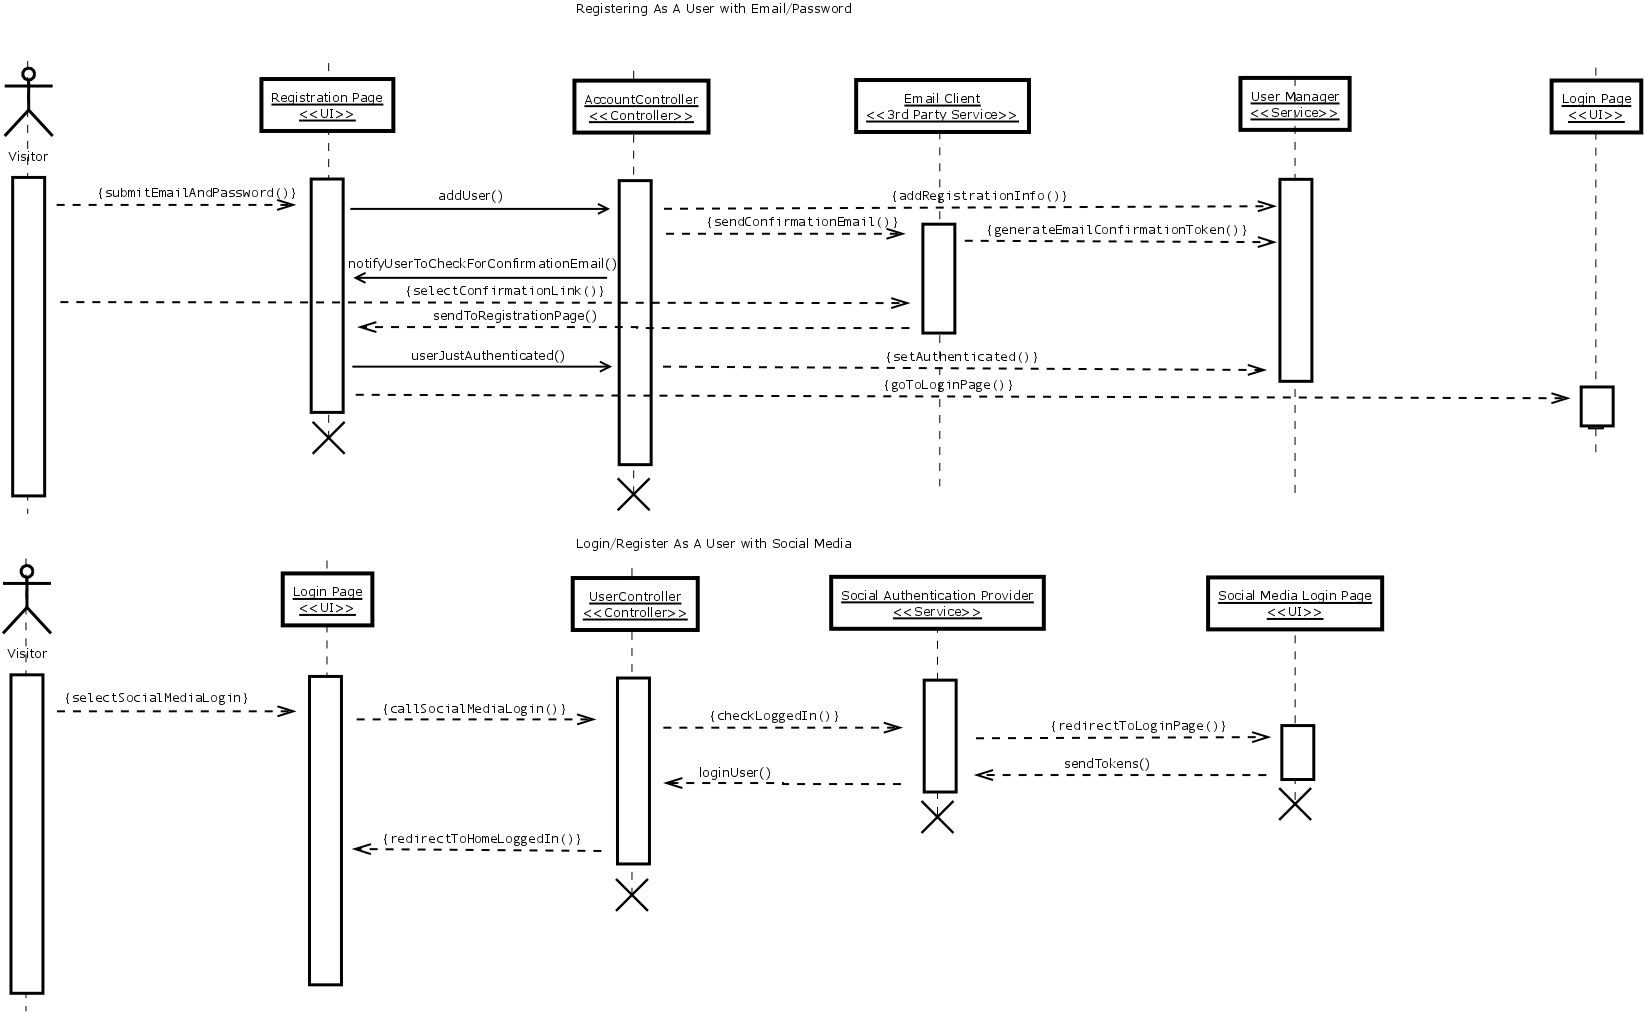 Registering As A User with Email/Password
Visitor
Registration Page
<<UI>>
AccountController
<<Controller>>
Email Client
<<3rd Party Service>>
User Manager
<<Service>>
Login Page
<<UI>>
{submitEmailAndPassword()}
addUser()
{addRegistrationInfo()}
{sendConfirmationEmail()}
{generateEmailConfirmationToken()}
notifyUserToCheckForConfirmationEmail()
{selectConfirmationLink()}
sendToRegistrationPage()
userJustAuthenticated()
{setAuthenticated()}
{goToLoginPage()}
Login/Register As A User with Social Media
Visitor
Login Page
<<UI>>
UserController
<<Controller>>
Social Authentication Provider
<<Service>>
Social Media Login Page
<<UI>>
{selectSocialMediaLogin}
{callSocialMediaLogin()}
{checkLoggedIn()}
{redirectToLoginPage()}
sendTokens()
loginUser()
{redirectToHomeLoggedIn()}